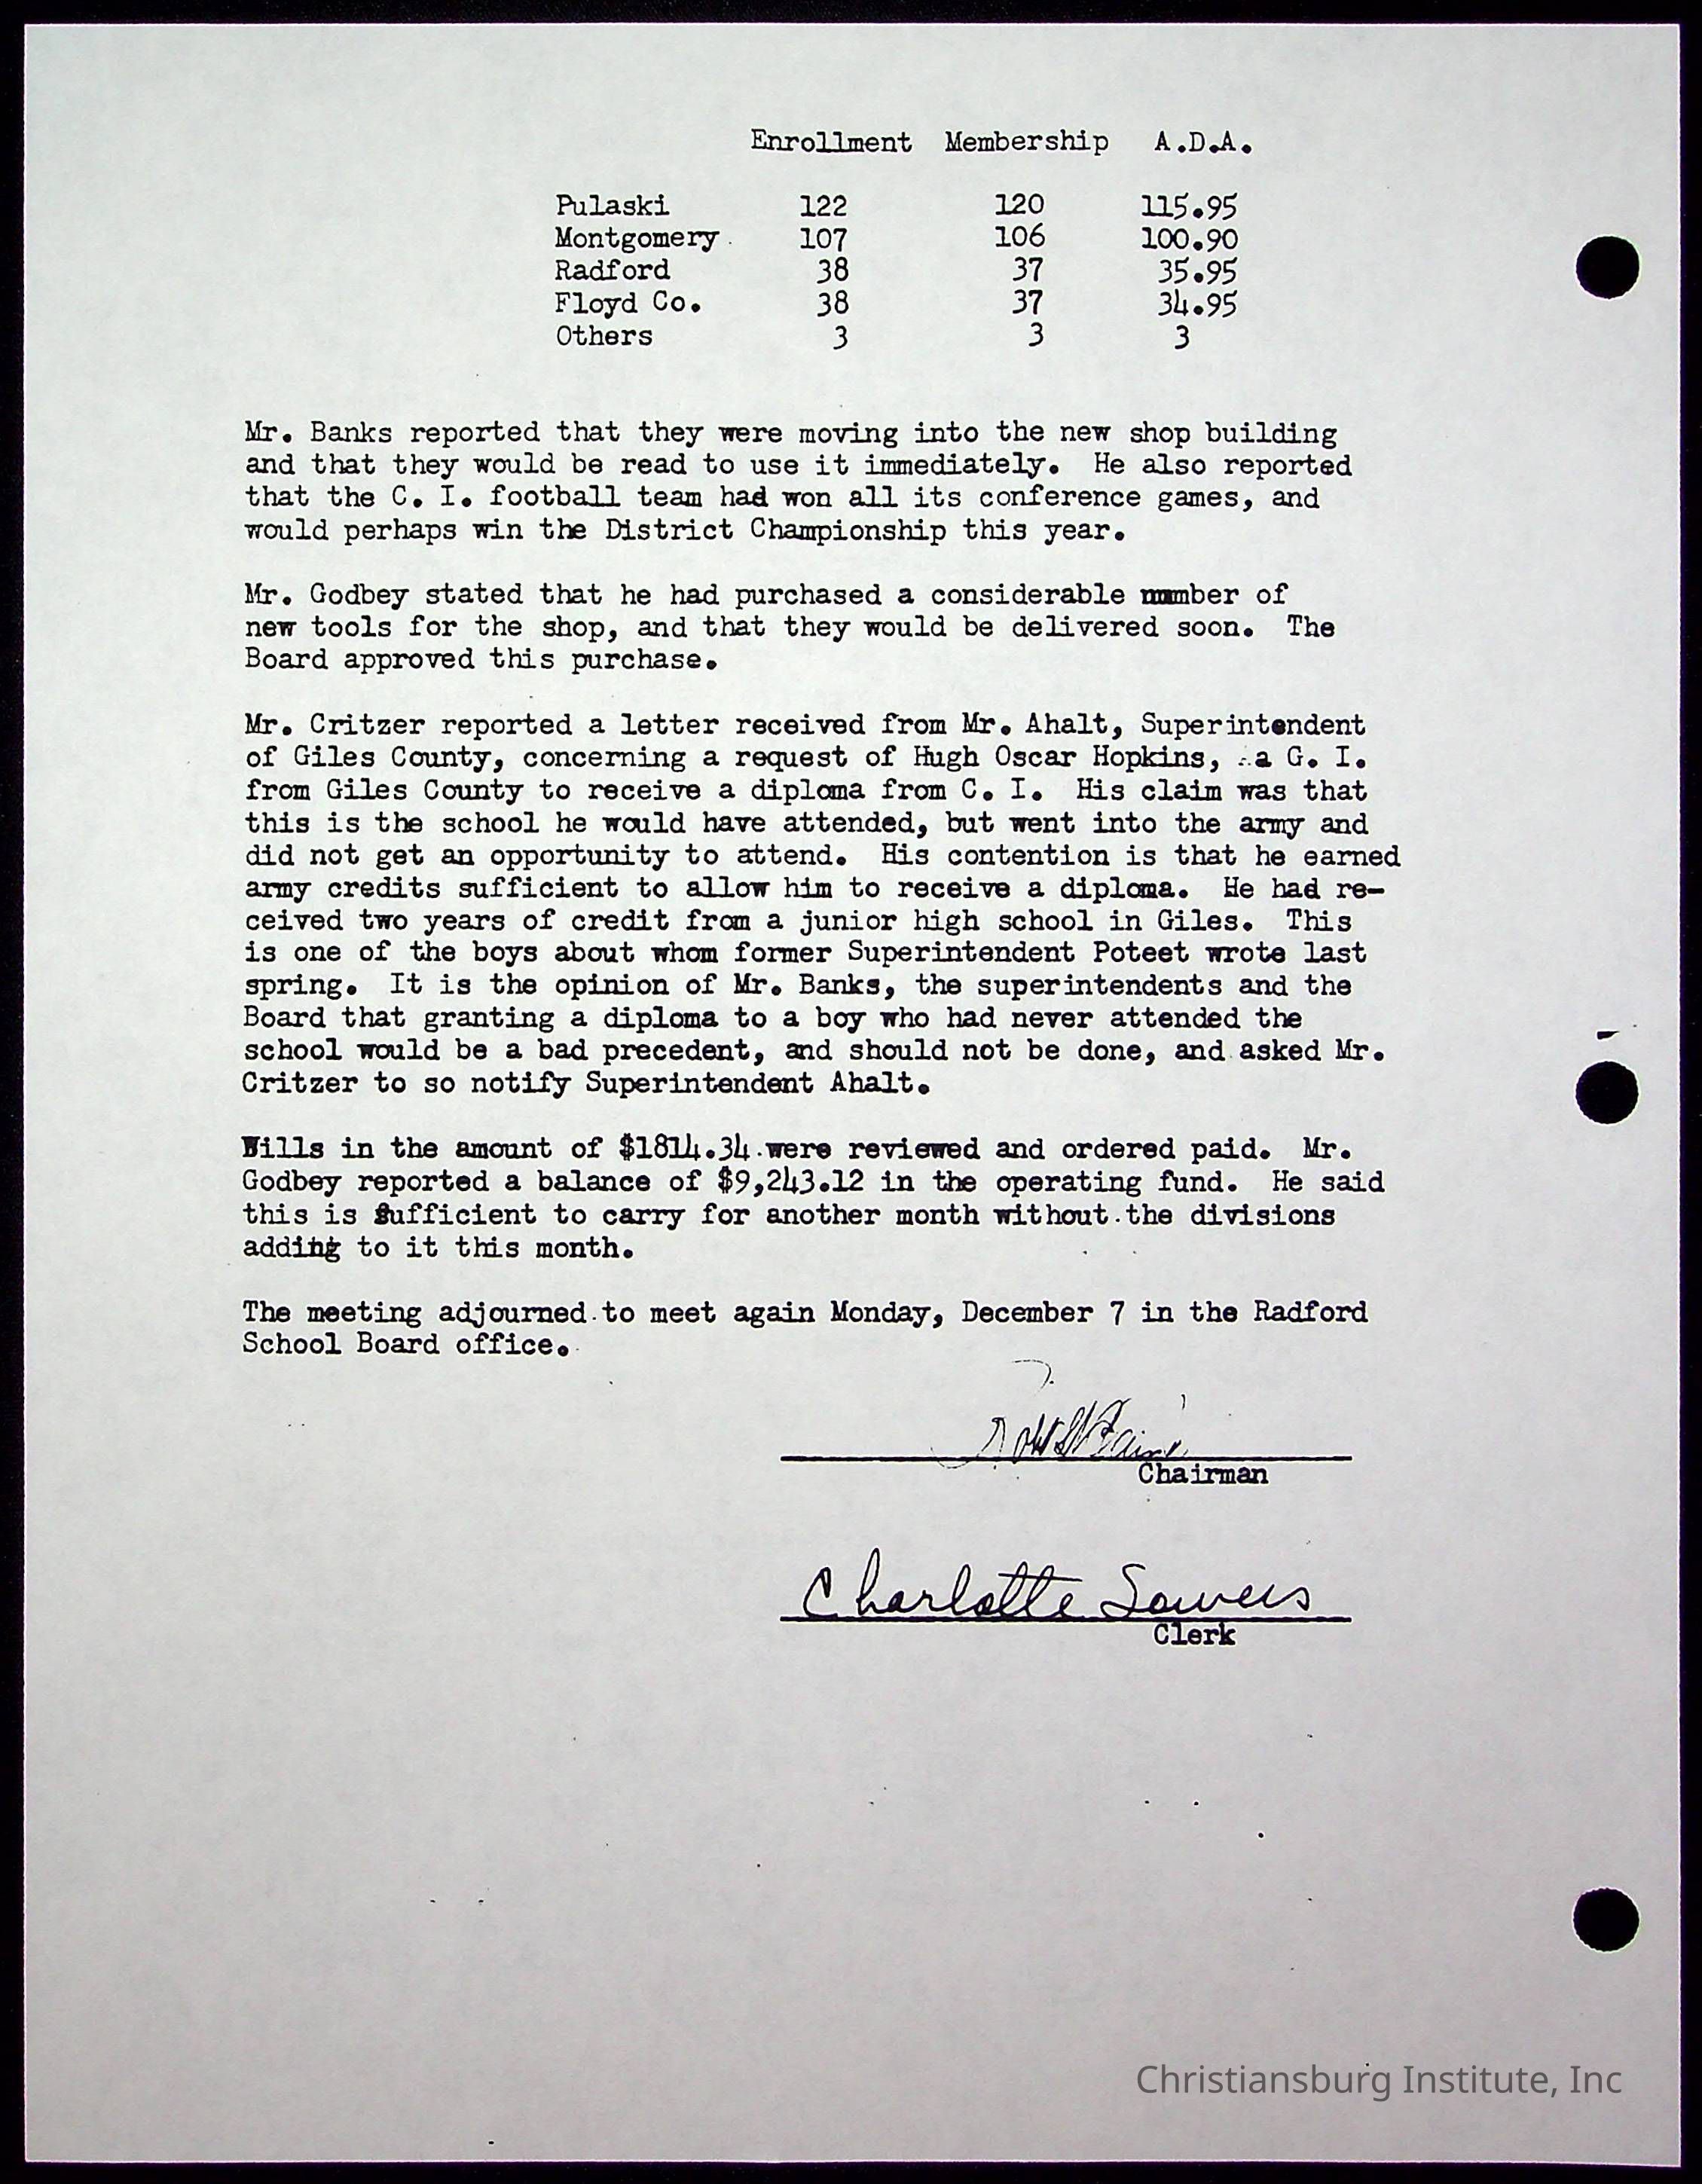 Enrollment Membership A.D.A.
Pulaski 122 120 115.95
Montgomery 107 106 100.90
Radford 38 37 35.95
Floyd Co. 38 37 34.95
Others 3 3 3
Mr. Banks reported that they were moving into the new shop building
and that they would be read to use it immediately. He also reported
that the C. I. football team had won all its conference games, and
would perhaps win the District Championship this year.
Mr. Godbey stated that he had purchased a considerable number of
new tools for the shop, and that they would be delivered soon. The
Board approved this purchase.
Mr. Critzer reported a letter received from Mr. Ahalt, Superintendent
of Giles County, concerning a request of Hugh Oscar Hopkins, a G. I.
from Giles County to receive a diploma from C. I. His claim was that
this is the school he would have attended, but went into the army and
did not get an opportunity to attend. His contention is that he earned
army credits sufficient to allow him to receive a diploma. He had re-
ceived two years of credit from a junior high school in Giles. This
is one of the boys about whom former Superintendent Poteet wrote last
spring. It is the opinion of Mr. Banks, the superintendents and the
Board that granting a diploma to a boy who had never attended the
school would be a bad precedent, and should not be done, and asked Mr.
Critzer to so notify Superintendent Ahalt.
Bills in the amount of $1814.34 were reviewed and ordered paid. Mr.
Godbey reported a balance of $9,243.12 in the operating fund. He said
this is sufficient to carry for another month without the divisions
adding to it this month.
The meeting adjourned to meet again Monday, December 7 in the Radford
School Board office.
Chairman
Charlotte Sowers
Clerk
Christiansburg Institute, Inc